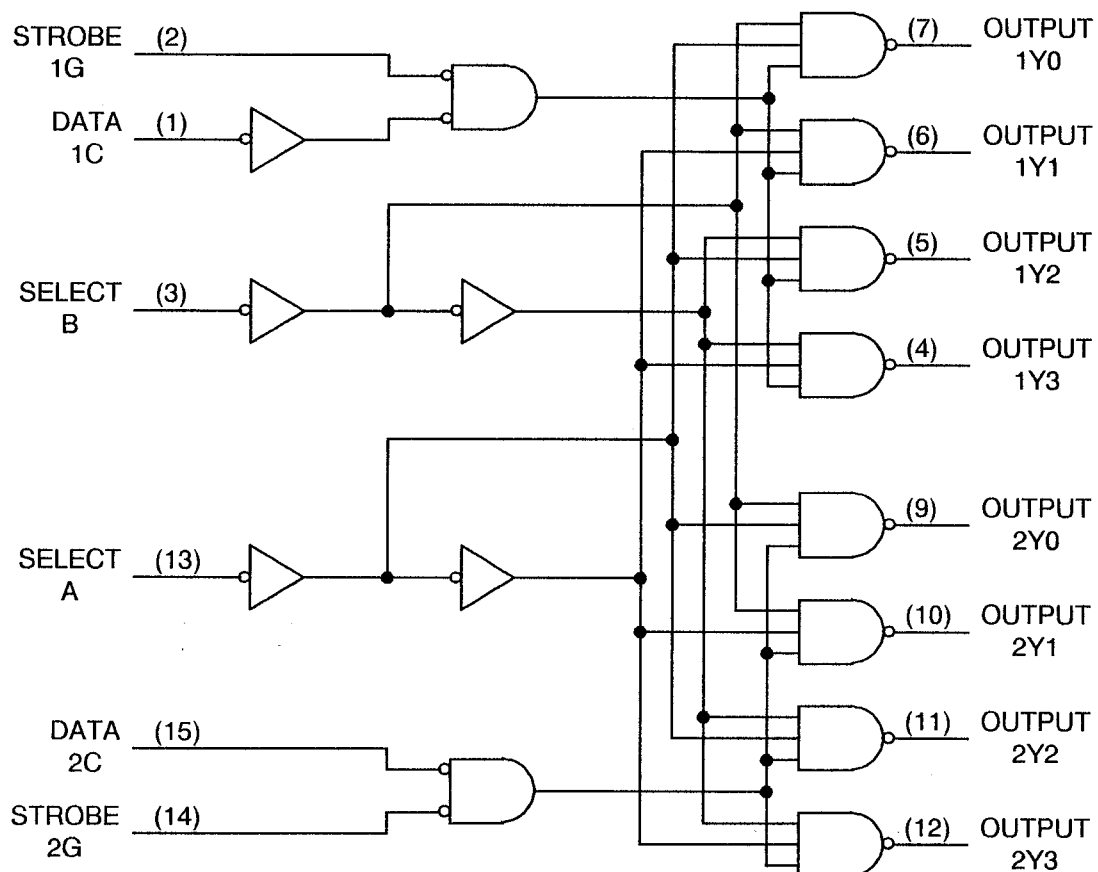 STROBE (2)
1G
DATA (1)
1C
SELECT (3)
B
SELECT (13)
A
DATA (15)
2C
STROBE (14)
2G
(7) OUTPUT
1Y0
(6) OUTPUT
1Y1
(5) OUTPUT
1Y2
(4) OUTPUT
1Y3
(9) OUTPUT
2Y0
(10) OUTPUT
2Y1
(11) OUTPUT
2Y2
(12) OUTPUT
2Y3